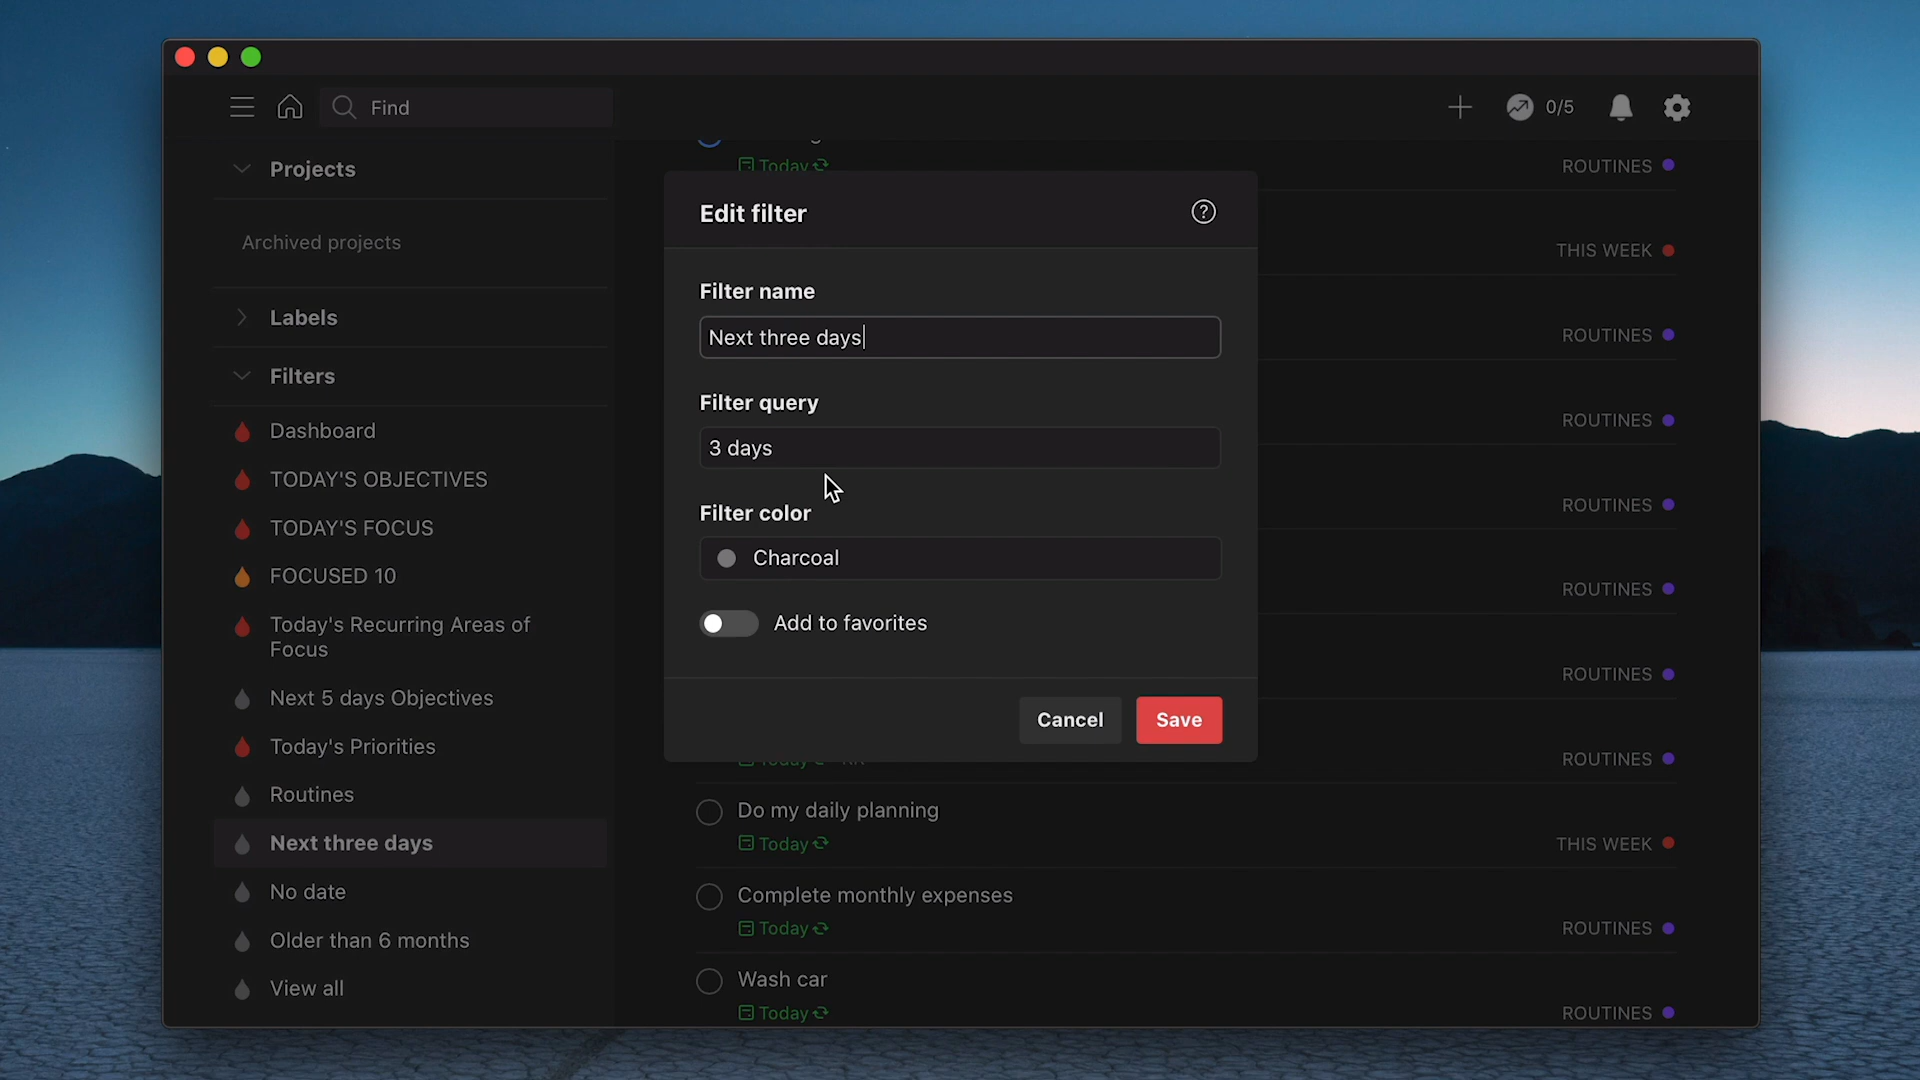 Find
0/5
Projects
Archived projects
Labels
Filters
Dashboard
TODAY'S OBJECTIVES
TODAY'S FOCUS
FOCUSED 10
Today's Recurring Areas of
Focus
Next 5 days Objectives
Today's Priorities
Routines
Next three days
No date
Older than 6 months
View all
Today
ROUTINES
THIS WEEK
ROUTINES
ROUTINES
ROUTINES
ROUTINES
ROUTINES
ROUTINES
Edit filter
Filter name
Next three days
Filter query
3 days
Filter color
Charcoal
Add to favorites
Cancel
Save
Do my daily planning
Today
THIS WEEK
Complete monthly expenses
Today
ROUTINES
Wash car
Today
ROUTINES